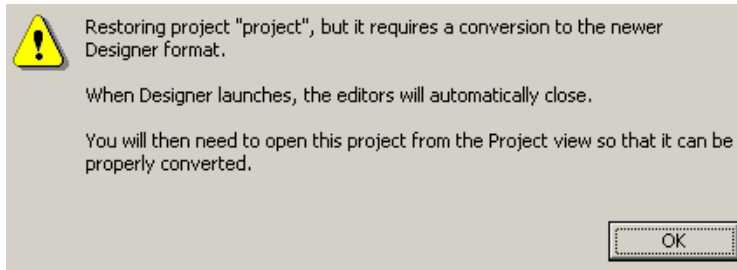 Restoring project "project", but it requires a conversion to the newer
Designer format.
When Designer launches, the editors will automatically close.
You will then need to open this project from the Project view so that it can be
properly converted.
OK